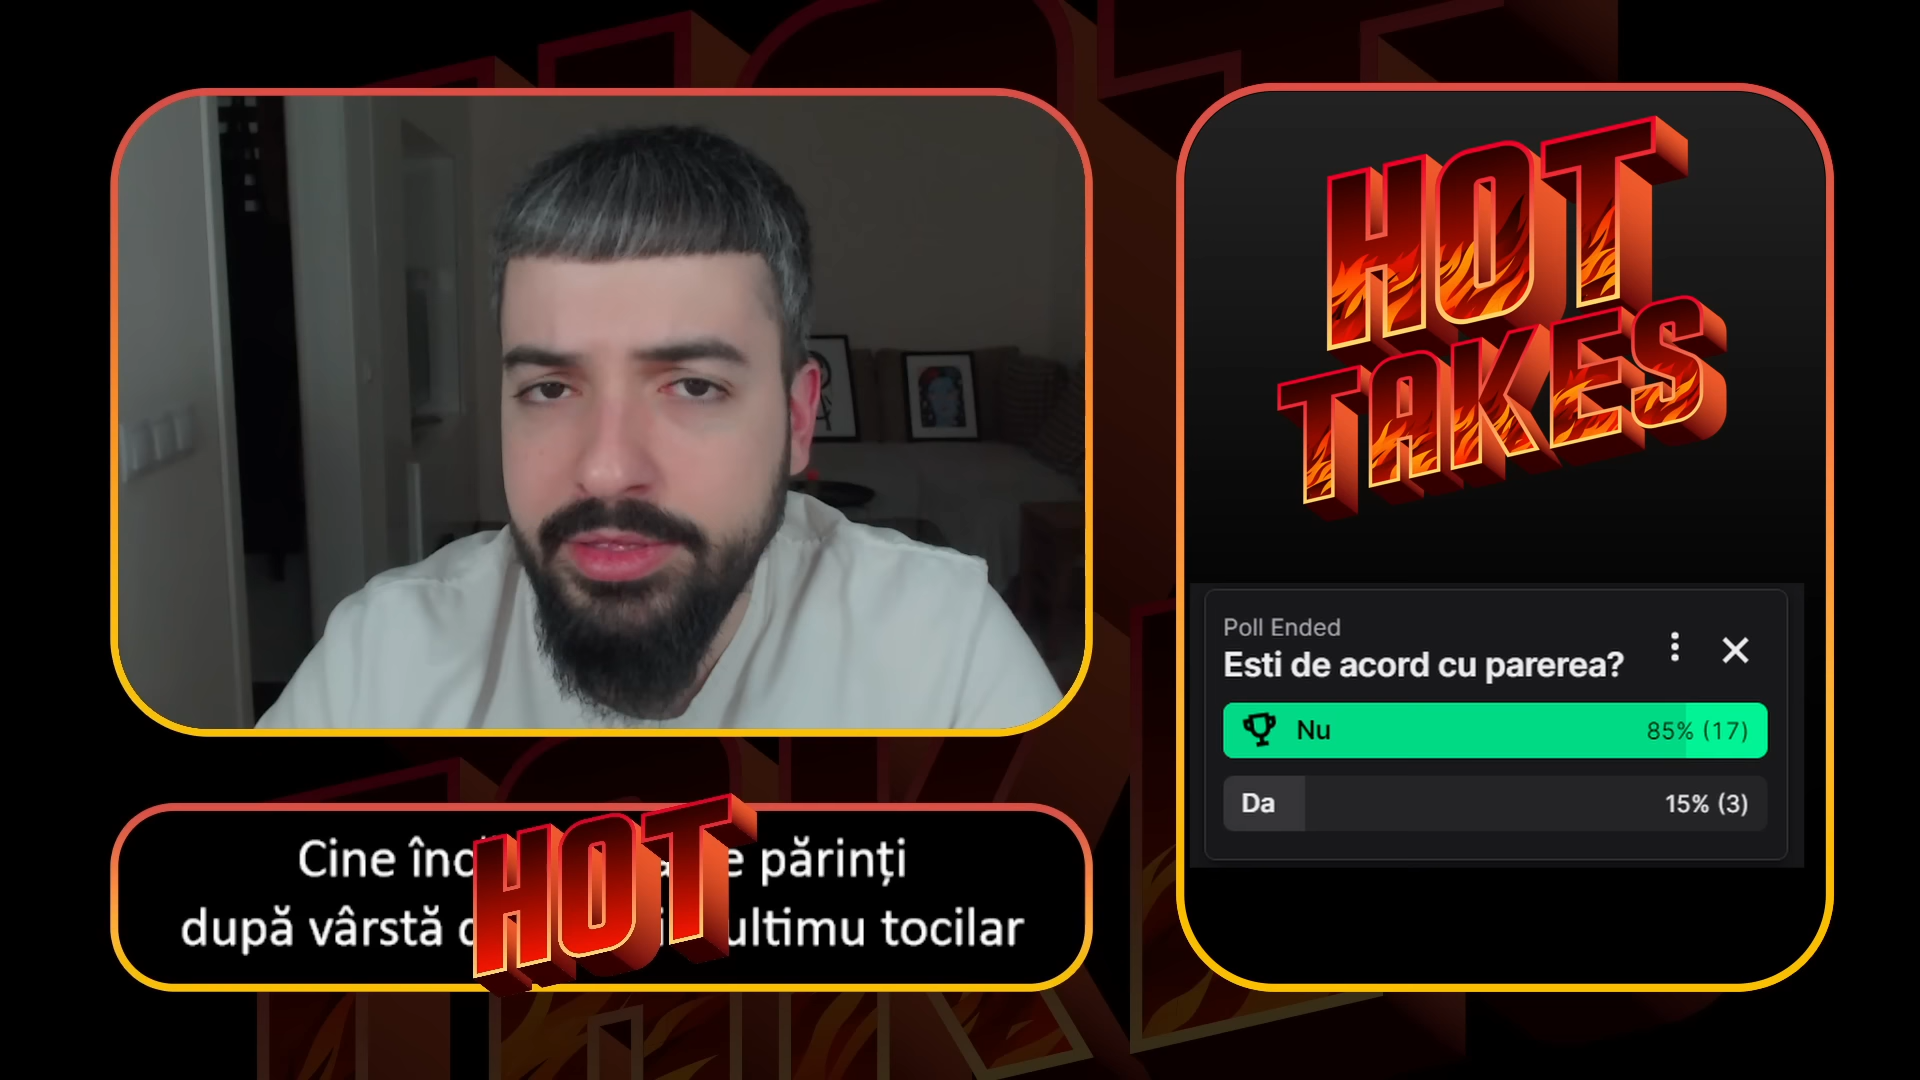 HOT
TAKES
Poll Ended
Esti de acord cu parerea?
Nu 85% (17)
Da 15% (3)
Cine părinți
după vârstă ultimu tocilar
HOT